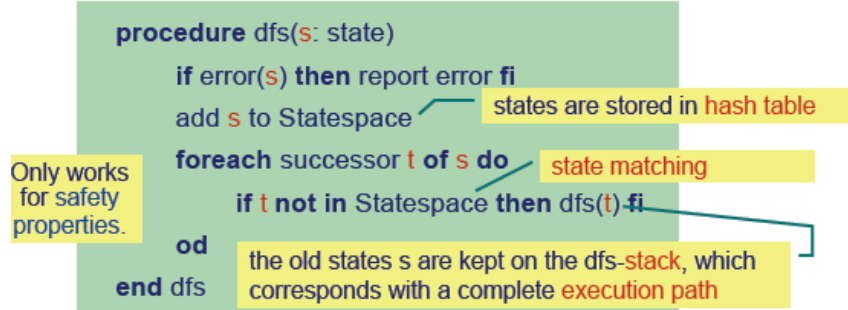 procedure dfs(s: state)
if error(s) then report error fi
add s to Statespace
states are stored in hash table
foreach successor t of s do
state matching
Only works
for safety
properties.
if t not in Statespace then dfs(t) fi
od
the old states s are kept on the dfs-stack, which
corresponds with a complete execution path
end dfs